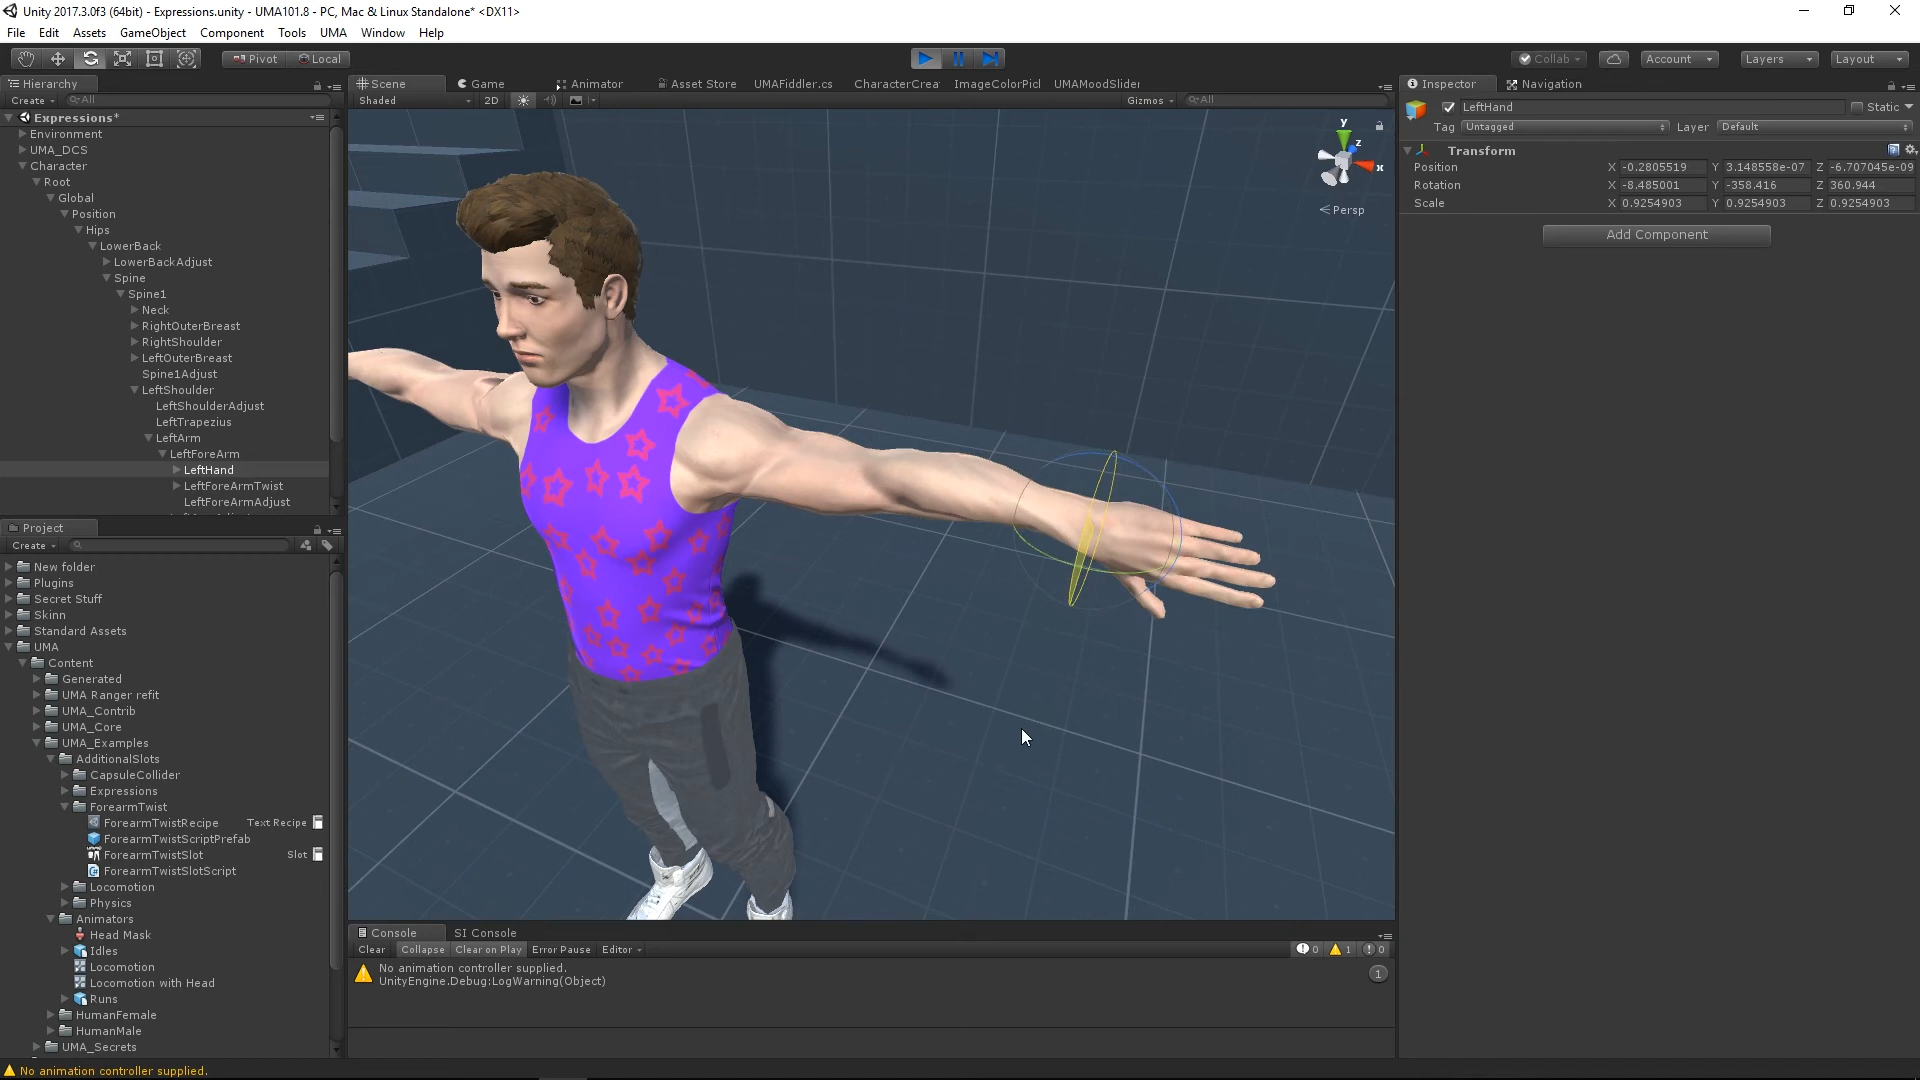 Unity 2017.3.0f3 (64bit) - Expressions.unity - UMA101.8 - PC, Mac & Linux Standalone* <DX11>
File Edit Assets GameObject Component Tools UMA Window Help
Pivot Local Collab Account Layers Layout
Hierarchy
Create All
Expressions*
Environment
UMA_DCS
Character
Root
Global
Position
Hips
LowerBack
LowerBackAdjust
Spine
Spine1
Neck
RightOuterBreast
RightShoulder
LeftOuterBreast
Spine1Adjust
LeftShoulder
LeftShoulderAdjust
LeftTrapezius
LeftArm
LeftForeArm
LeftHand
LeftForeArmTwist
LeftForeArmAdjust
Project
Create
New folder
Plugins
Secret Stuff
Skinn
Standard Assets
UMA
Content
Generated
UMA Ranger refit
UMA_Contrib
UMA_Core
UMA_Examples
AdditionalSlots
CapsuleCollider
Expressions
ForearmTwist
ForearmTwistRecipe Text Recipe
ForearmTwistScriptPrefab
ForearmTwistSlot Slot
ForearmTwistSlotScript
Locomotion
Physics
Animators
Head Mask
Idles
Locomotion
Locomotion with Head
Runs
HumanFemale
HumanMale
UMA_Secrets
Scene Game Animator Asset Store UMAFiddler.cs CharacterCrea ImageColorPicl UMAMoodSlider
Shaded 2D Gizmos All
y
z
x
Persp
Console SI Console
Clear Collapse Clear on Play Error Pause Editor 0 1 0
No animation controller supplied.
UnityEngine.Debug:LogWarning(Object)
1
Inspector Navigation
LeftHand Static
Tag Untagged Layer Default
Transform
Position X -0.2805519 Y 3.148558e-07 Z -6.707045e-09
Rotation X -8.485001 Y -358.416 Z 360.944
Scale X 0.9254903 Y 0.9254903 Z 0.9254903
Add Component
No animation controller supplied.